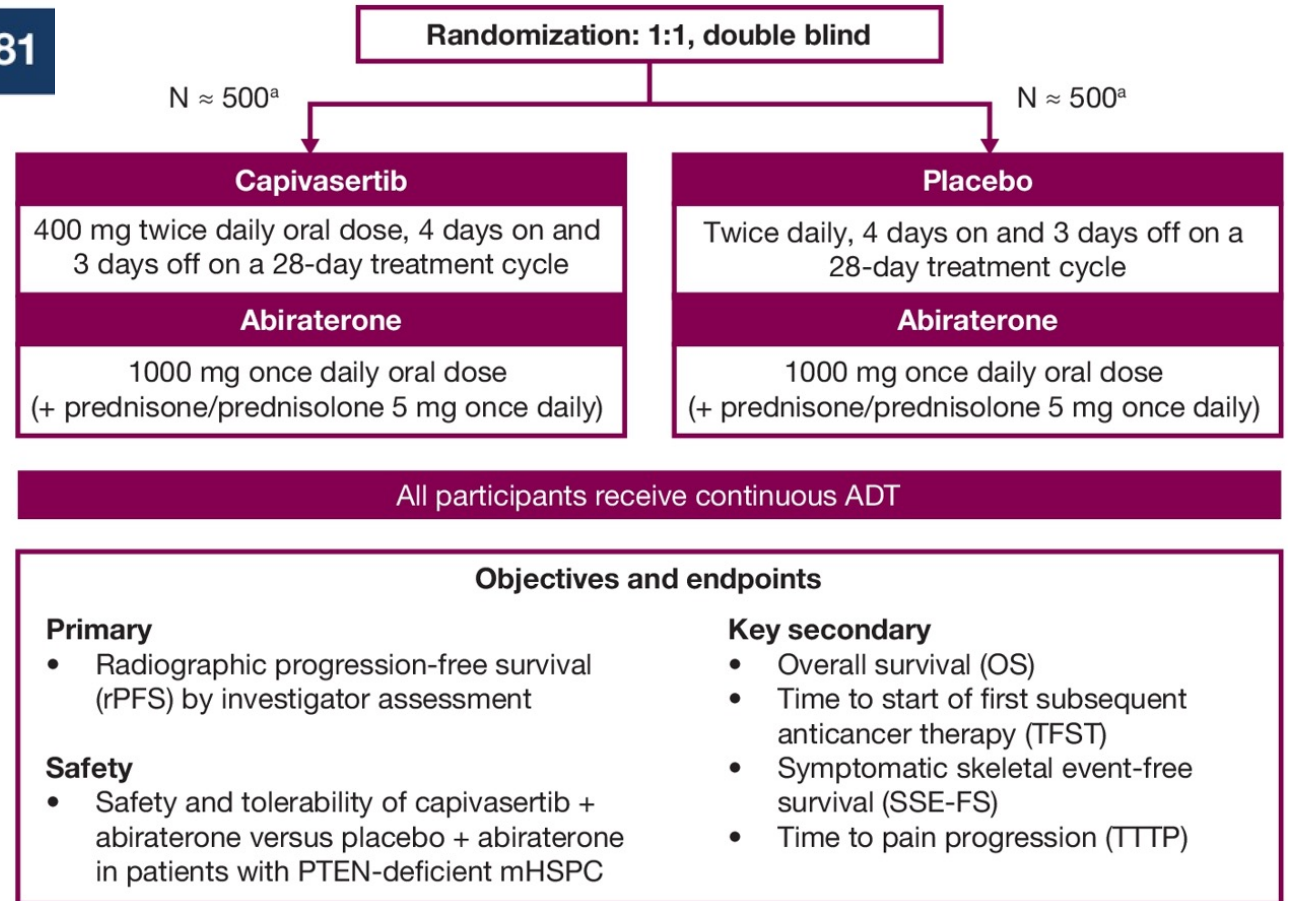 81
Randomization: 1:1, double blind
N ≈ 500ᵃ
N ≈ 500ᵃ
Capivasertib
400 mg twice daily oral dose, 4 days on and
3 days off on a 28-day treatment cycle
Abiraterone
1000 mg once daily oral dose
(+ prednisone/prednisolone 5 mg once daily)
Placebo
Twice daily, 4 days on and 3 days off on a
28-day treatment cycle
Abiraterone
1000 mg once daily oral dose
(+ prednisone/prednisolone 5 mg once daily)
All participants receive continuous ADT
Objectives and endpoints
Primary
• Radiographic progression-free survival
(rPFS) by investigator assessment
Safety
• Safety and tolerability of capivasertib +
abiraterone versus placebo + abiraterone
in patients with PTEN-deficient mHSPC
Key secondary
• Overall survival (OS)
• Time to start of first subsequent
anticancer therapy (TFST)
• Symptomatic skeletal event-free
survival (SSE-FS)
• Time to pain progression (TTTP)